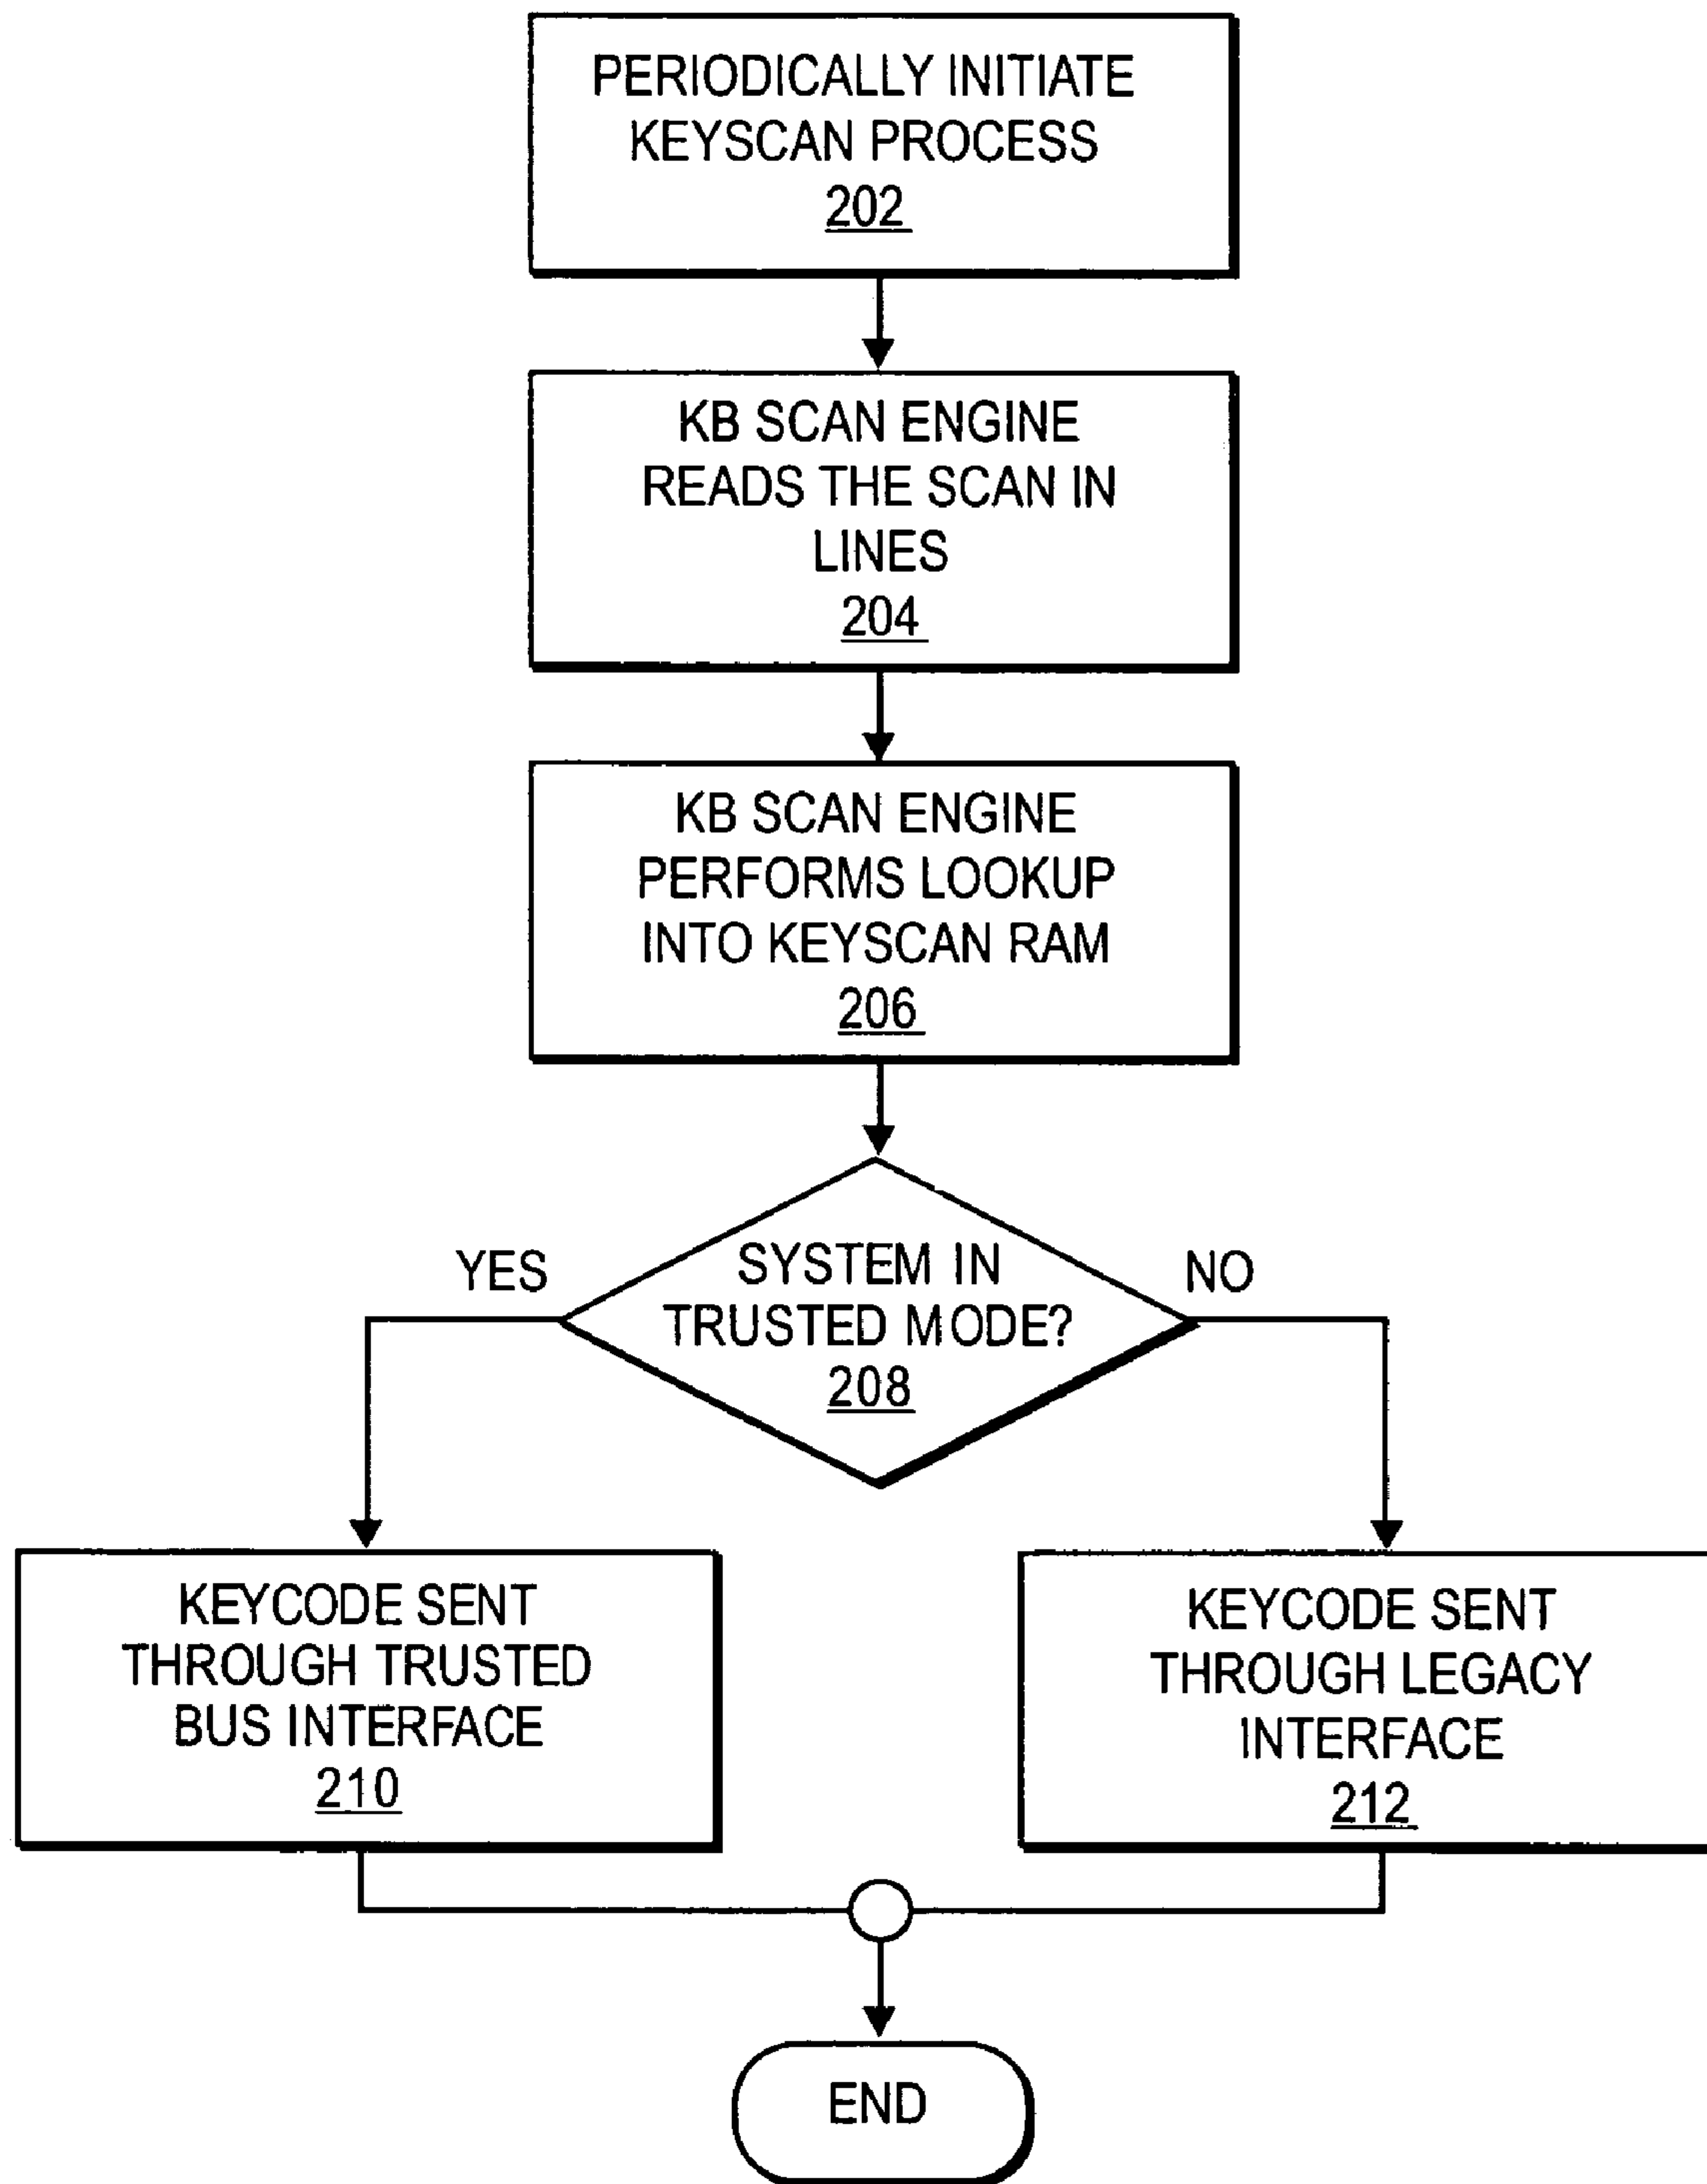 PERIODICALLY INITIATE
KEYSCAN PROCESS
202
KB SCAN ENGINE
READS THE SCAN IN
LINES
204
KB SCAN ENGINE
PERFORMS LOOKUP
INTO KEYSCAN RAM
206
YES
SYSTEM IN
TRUSTED MODE?
208
NO
KEYCODE SENT
THROUGH TRUSTED
BUS INTERFACE
210
KEYCODE SENT
THROUGH LEGACY
INTERFACE
212
END